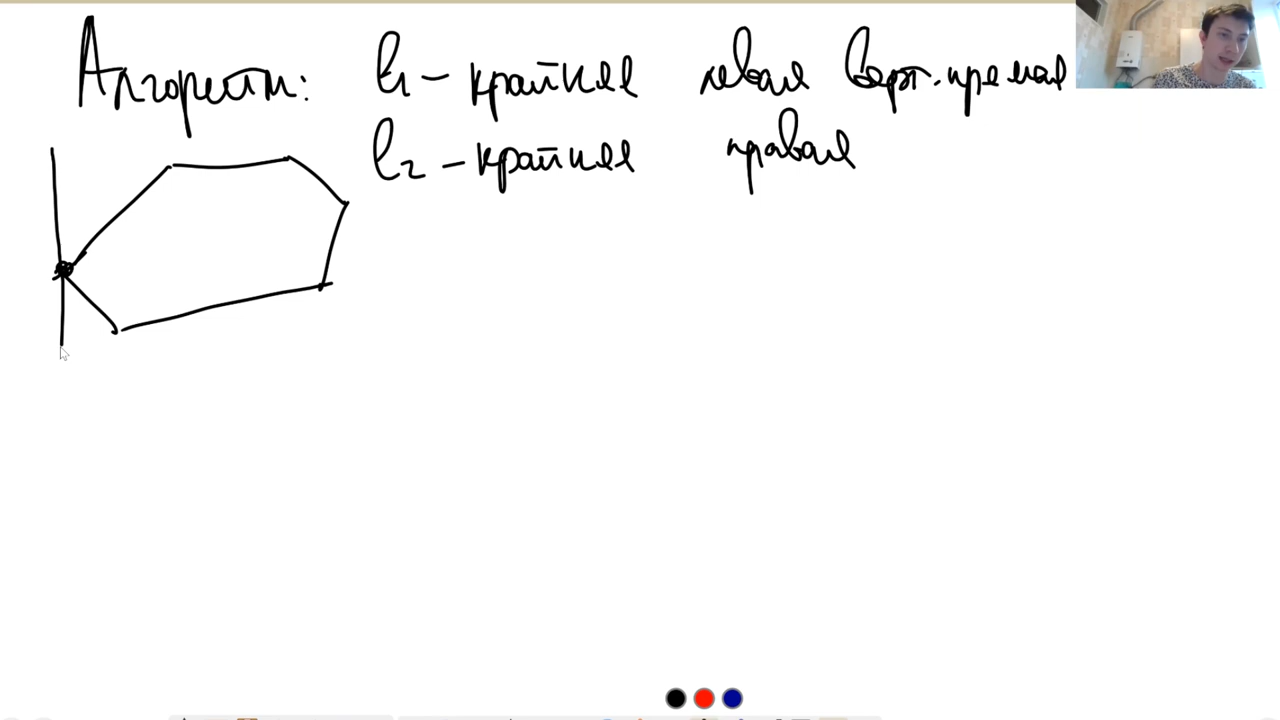 Алгоритм: l1 – крайняя левая верт. прямая
l2 – крайняя правая